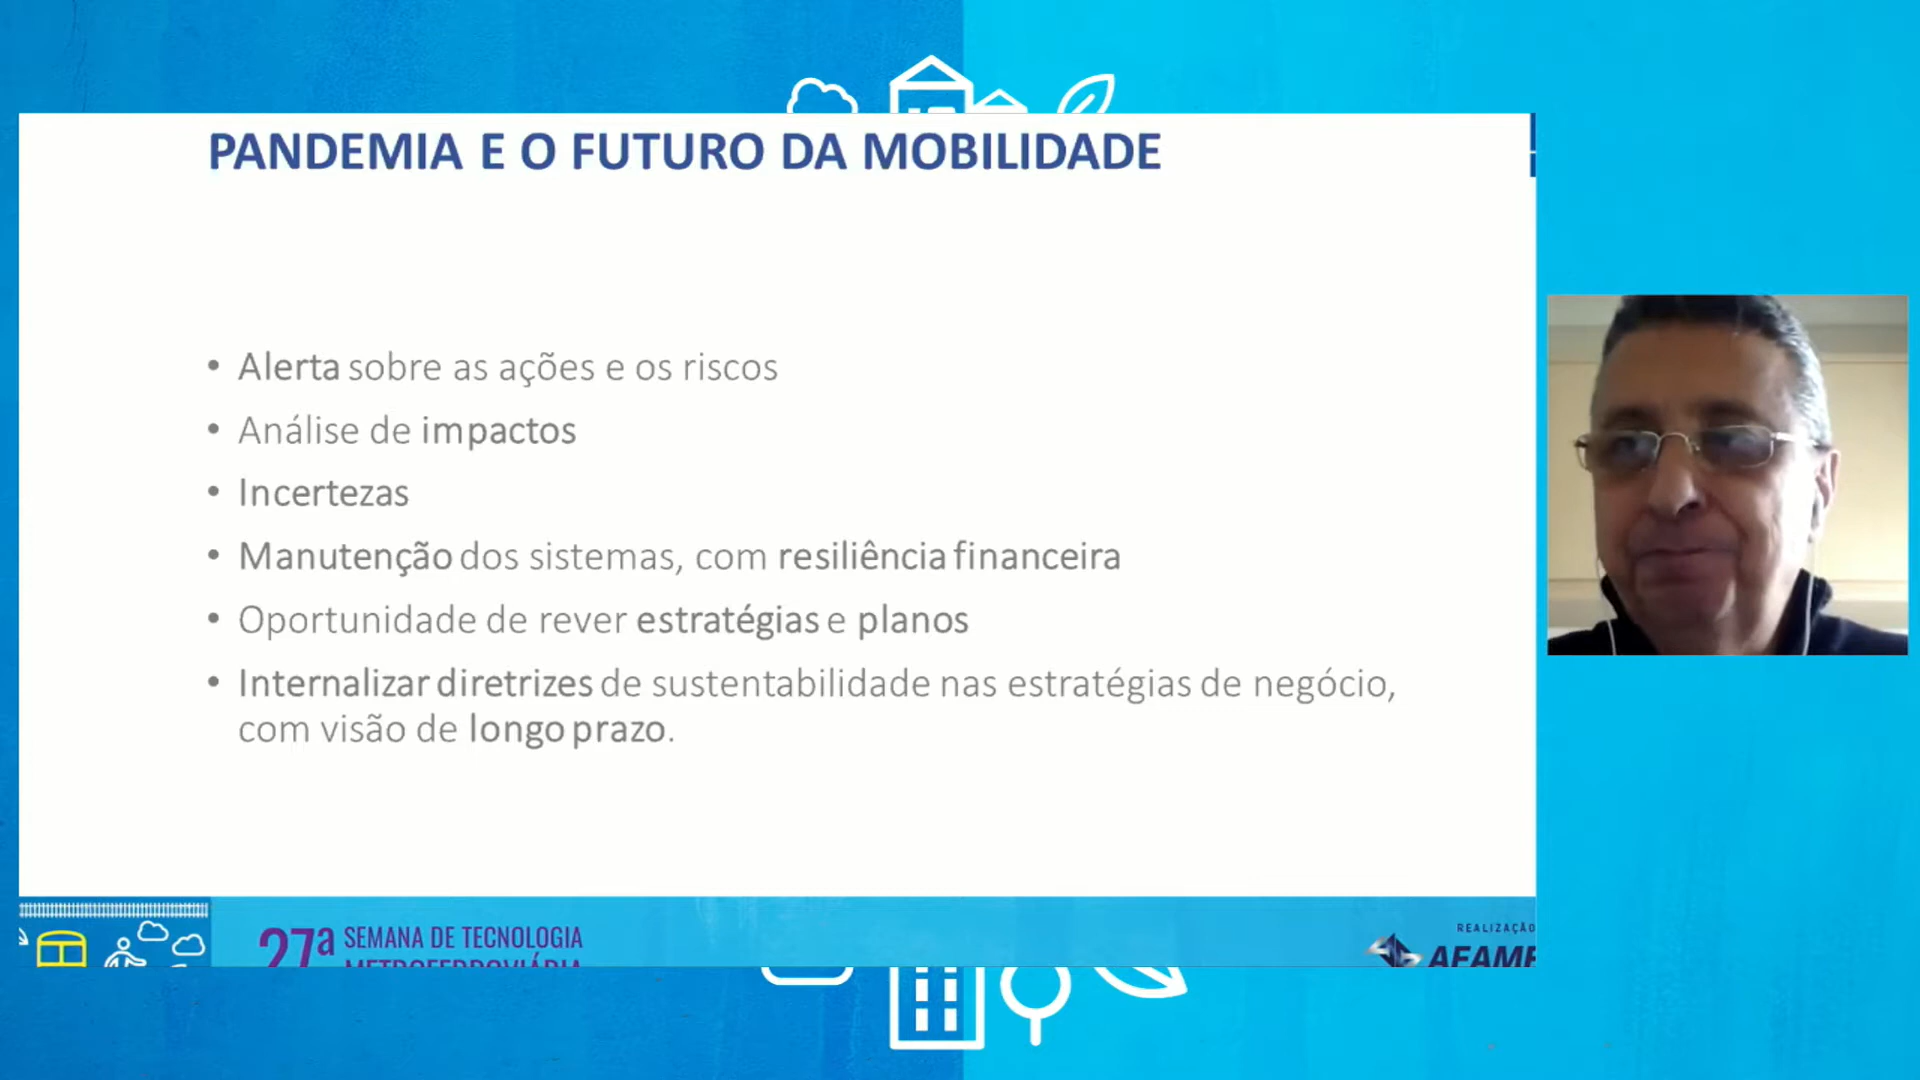 PANDEMIA E O FUTURO DA MOBILIDADE
• Alerta sobre as ações e os riscos
• Análise de impactos
• Incertezas
• Manutenção dos sistemas, com resiliência financeira
• Oportunidade de rever estratégias e planos
• Internalizar diretrizes de sustentabilidade nas estratégias de negócio,
com visão de longo prazo.
27ª SEMANA DE TECNOLOGIA
METROFERROVIÁRIA
REALIZAÇÃO
AEAME